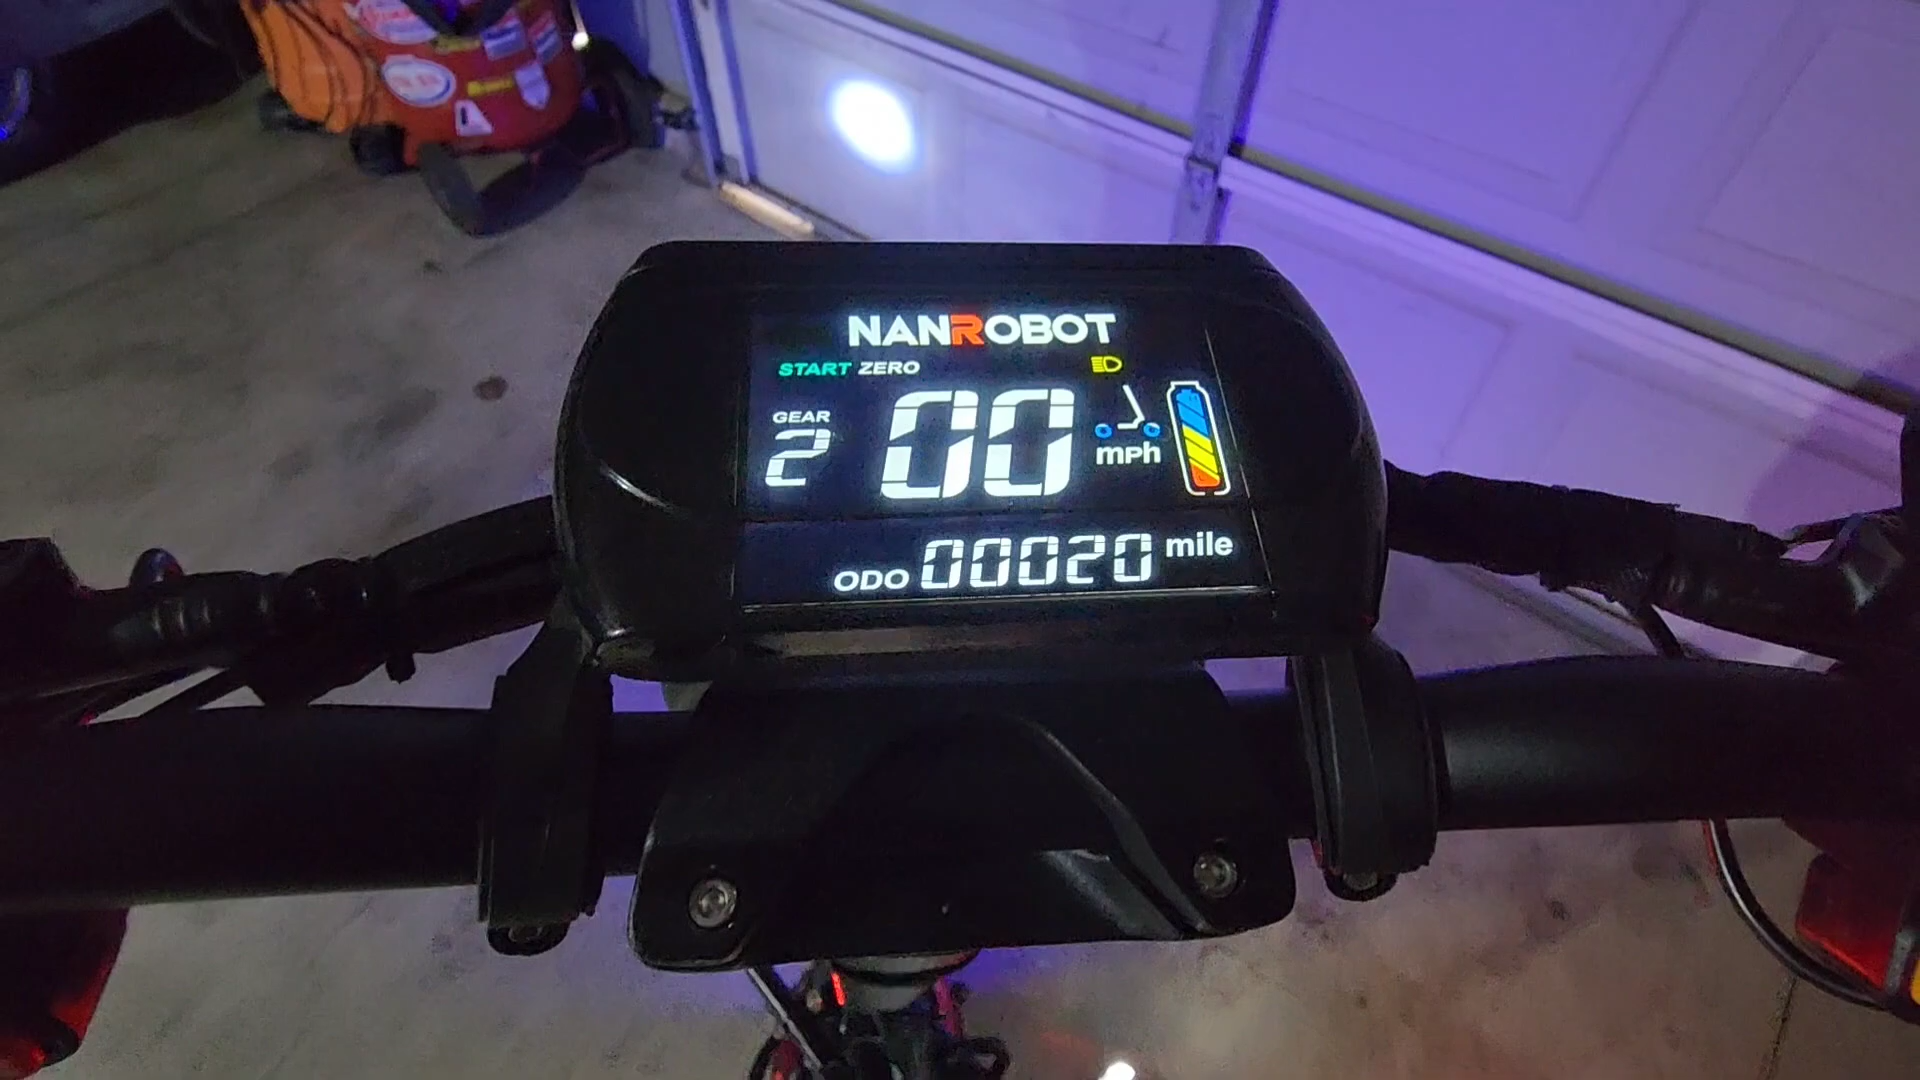 NANROBOT
START ZERO
GEAR
2
00
mph
ODO 00020 mile